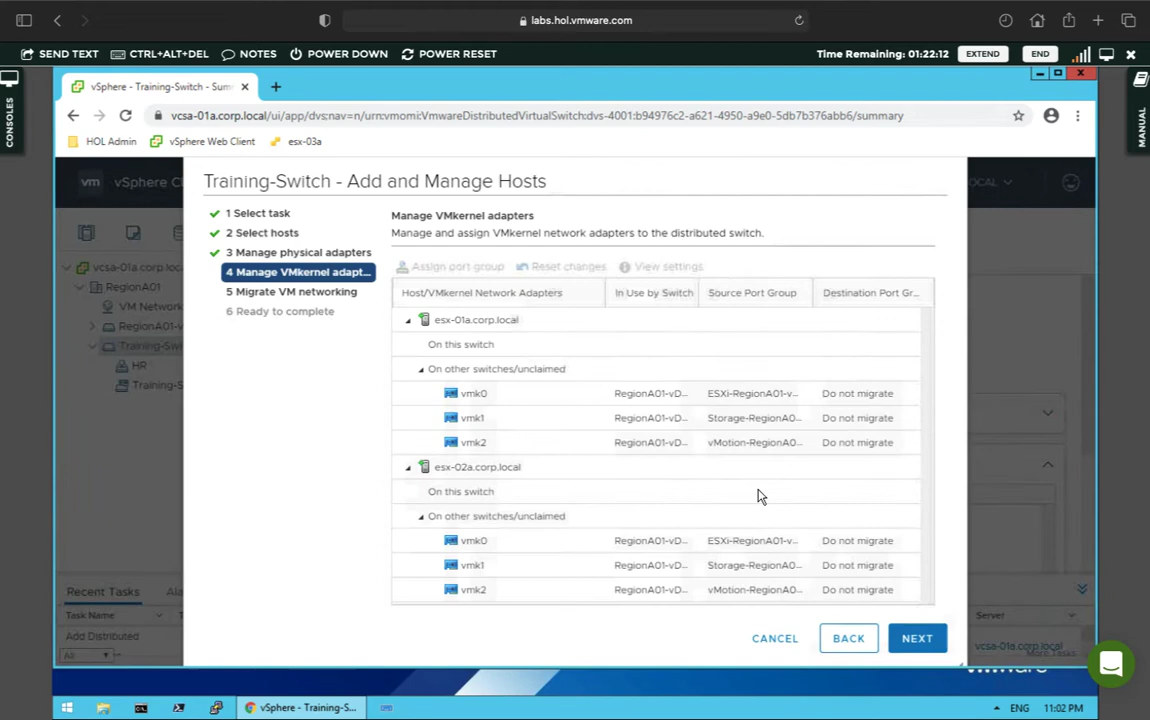 labs.hol.vmware.com
SEND TEXT CTRL+ALT+DEL NOTES POWER DOWN POWER RESET Time Remaining: 01:22:12 EXTEND END
CONSOLES
MANUAL
vSphere - Training-Switch - Sum
vcsa-01a.corp.local/ui/app/dvs;nav=n/urn:vmomi:VmwareDistributedVirtualSwitch:dvs-4001:b94976c2-a621-4950-a9e0-5db7b376abb6/summary
HOL Admin vSphere Web Client esx-03a
vm vSphere Cl
OCAL
vcsa-01a.corp.loca
RegionA01
VM Network
RegionA01-v
Training-Sw
HR
Training-S
Training-Switch - Add and Manage Hosts
1 Select task
2 Select hosts
3 Manage physical adapters
4 Manage VMkernel adapt...
5 Migrate VM networking
6 Ready to complete
Manage VMkernel adapters
Manage and assign VMkernel network adapters to the distributed switch.
Assign port group Reset changes View settings
Host/VMkernel Network Adapters In Use by Switch Source Port Group Destination Port Gr...
esx-01a.corp.local
On this switch
On other switches/unclaimed
vmk0 RegionA01-vD... ESXi-RegionA01-v... Do not migrate
vmk1 RegionA01-vD... Storage-RegionA0... Do not migrate
vmk2 RegionA01-vD... vMotion-RegionA0... Do not migrate
esx-02a.corp.local
On this switch
On other switches/unclaimed
vmk0 RegionA01-vD... ESXi-RegionA01-v... Do not migrate
vmk1 RegionA01-vD... Storage-RegionA0... Do not migrate
vmk2 RegionA01-vD... vMotion-RegionA0... Do not migrate
CANCEL BACK NEXT
Recent Tasks Ala
Task Name
Server
Add Distributed
vcsa-01a.corp.local
All
More Tasks
vSphere - Training-S... ENG 11:02 PM